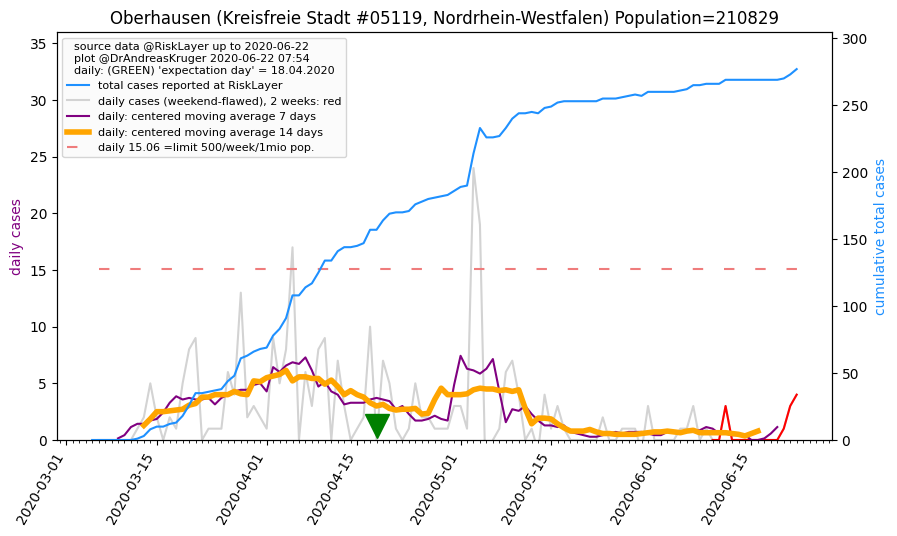 Oberhausen (Kreisfreie Stadt #05119, Nordrhein-Westfalen) Population=210829
source data @RiskLayer up to 2020-06-22
plot @DrAndreasKruger 2020-06-22 07:54
daily: (GREEN) 'expectation day' = 18.04.2020
total cases reported at RiskLayer
daily cases (weekend-flawed), 2 weeks: red
daily: centered moving average 7 days
daily: centered moving average 14 days
daily 15.06 =limit 500/week/1mio pop.
daily cases
35
30
25
20
15
10
5
0
cumulative total cases
300
250
200
150
100
50
0
2020-03-01
2020-03-15
2020-04-01
2020-04-15
2020-05-01
2020-05-15
2020-06-01
2020-06-15